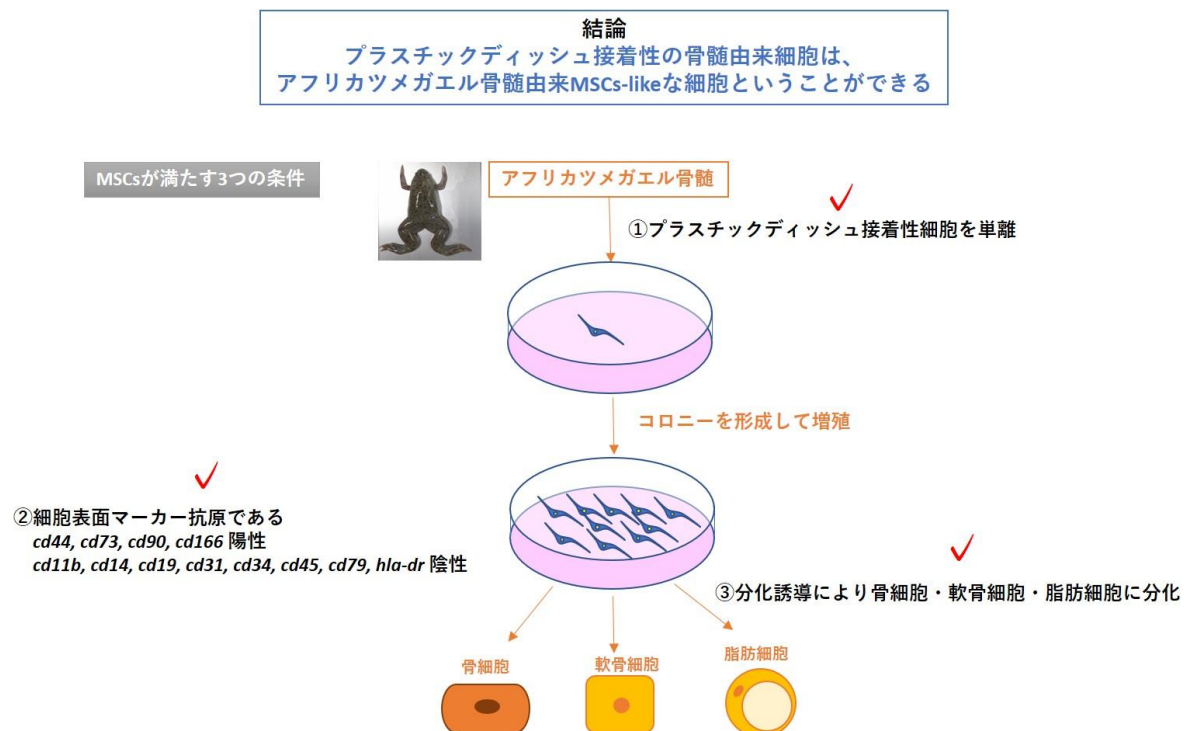 結論
プラスチックディッシュ接着性の骨髄由来細胞は、
アフリカツメガエル骨髄由来MSCs-likeな細胞ということができる
MSCsが満たす3つの条件
アフリカツメガエル骨髄
①プラスチックディッシュ接着性細胞を単離
コロニーを形成して増殖
②細胞表面マーカー抗原である
cd44, cd73, cd90, cd166 陽性
cd11b, cd14, cd19, cd31, cd34, cd45, cd79, hla-dr 陰性
③分化誘導により骨細胞・軟骨細胞・脂肪細胞に分化
骨細胞
軟骨細胞
脂肪細胞